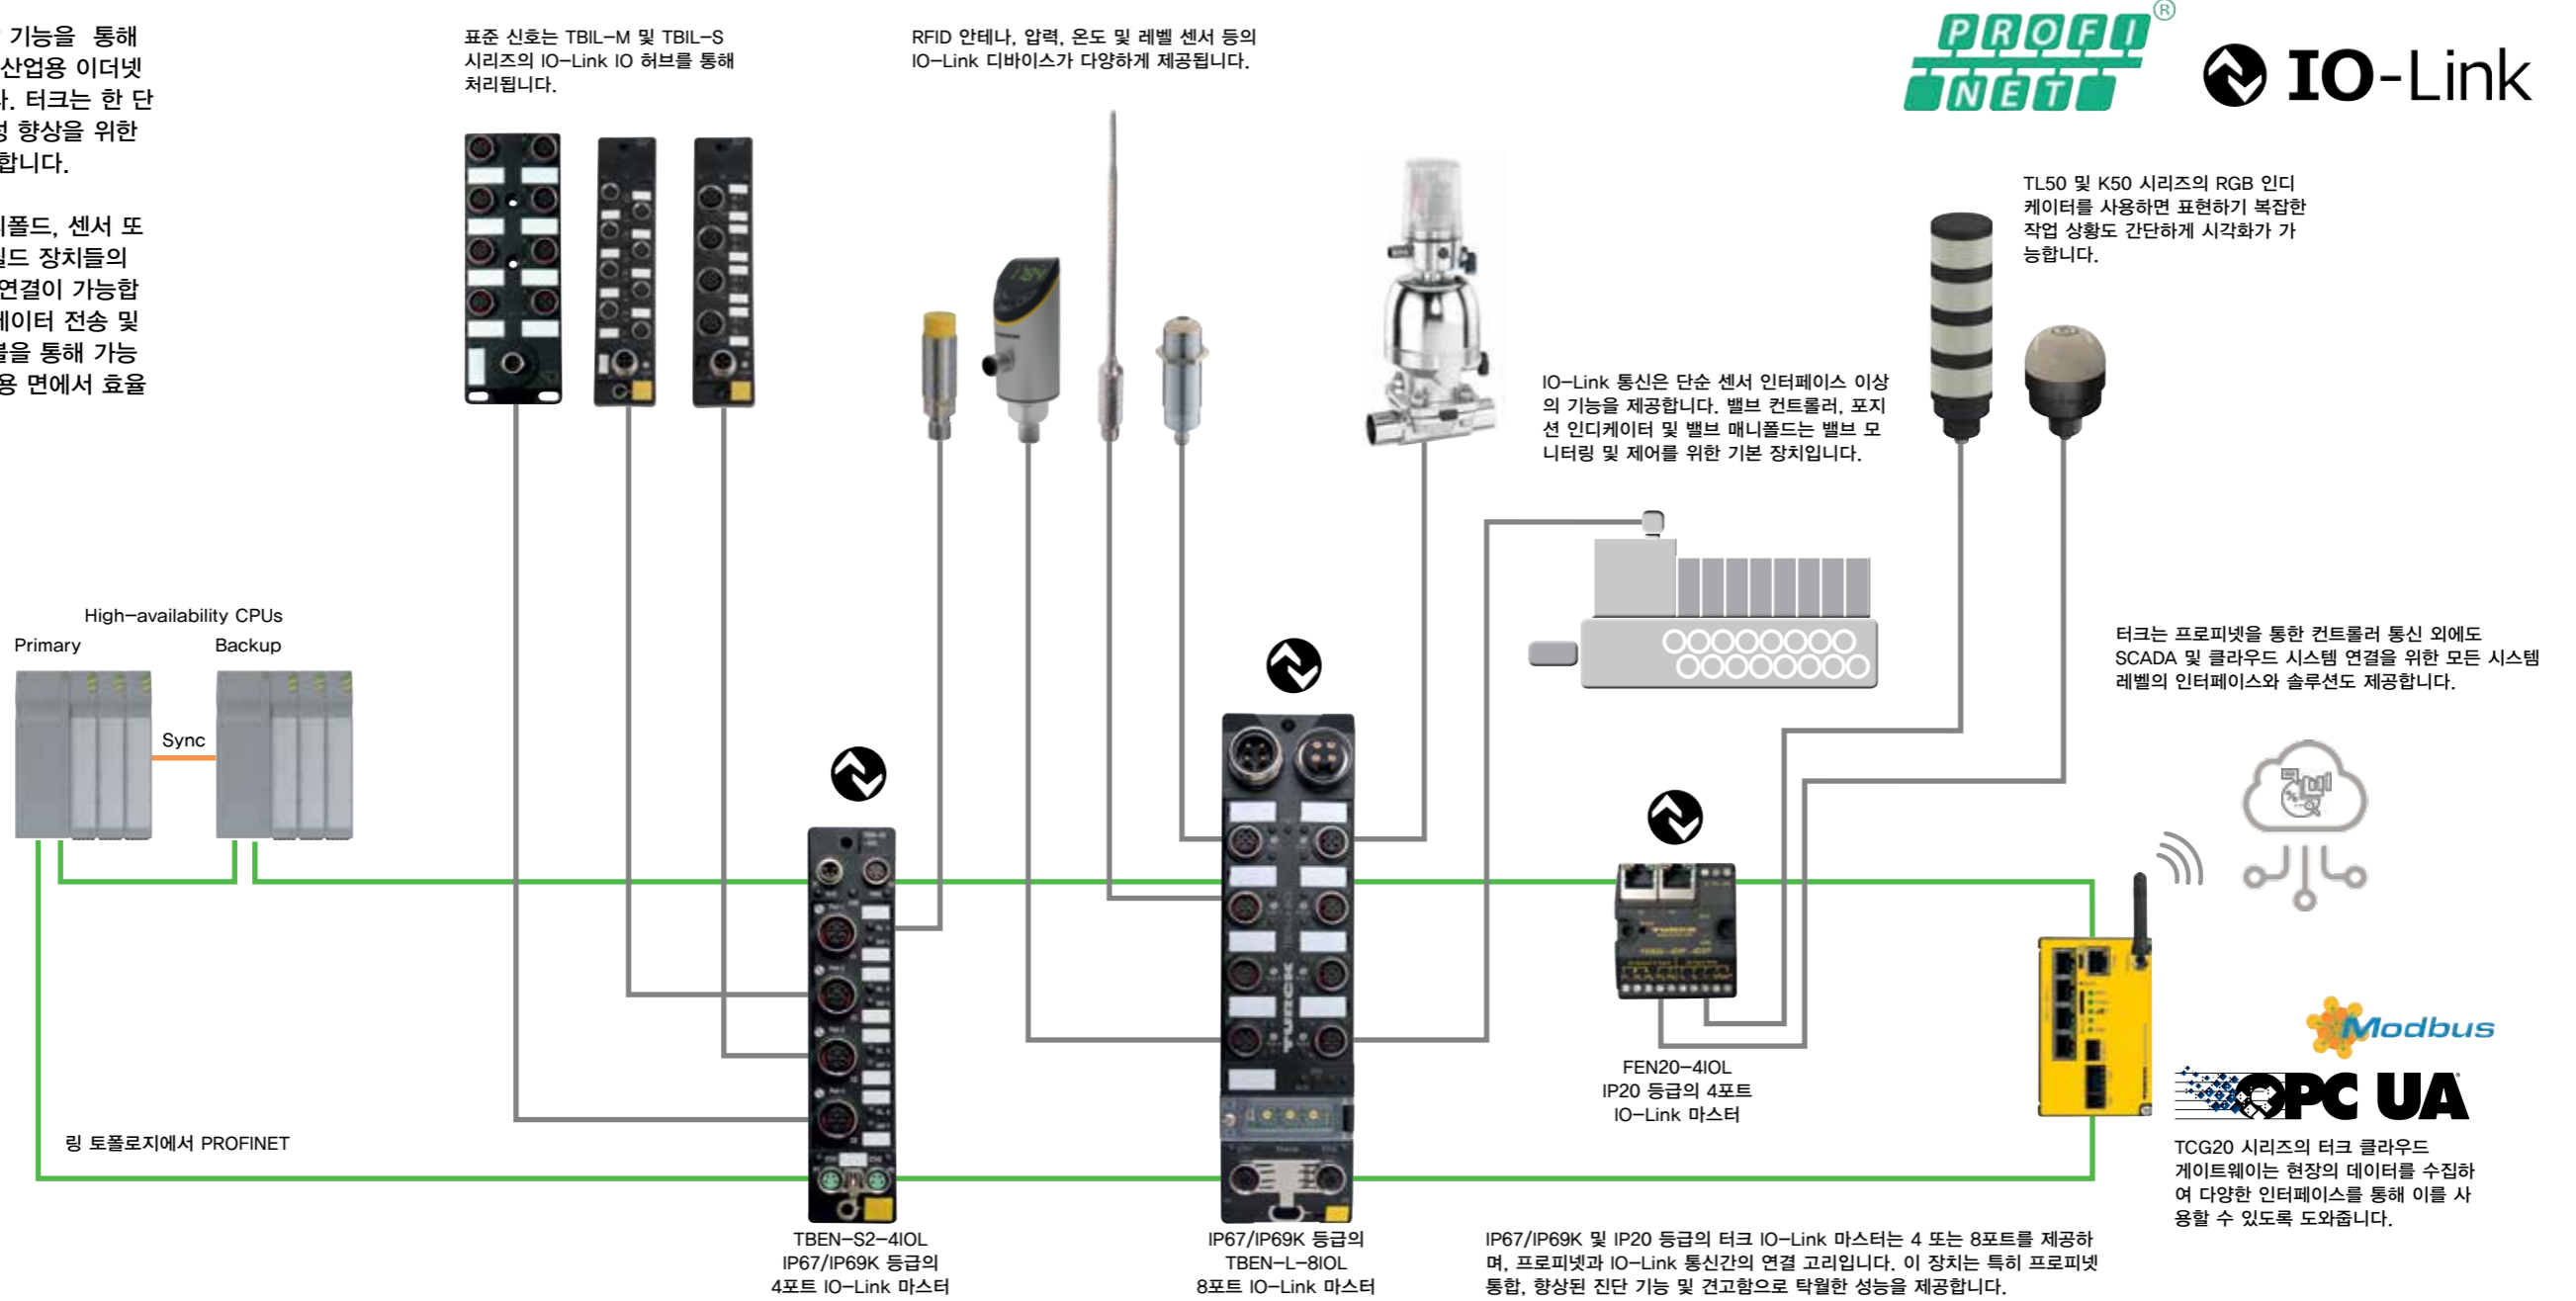 기능을 통해
산업용 이더넷
터크는 한 단
향상을 위한
합니다.
센서 또
장치들의
연결이 가능합
전송 및
통해 가능
면에서 효율
표준 신호는 TBIL-M 및 TBIL-S
시리즈의 IO-Link IO 허브를 통해
처리됩니다.
RFID 안테나, 압력, 온도 및 레벨 센서 등의
IO-Link 디바이스가 다양하게 제공됩니다.
PROFI
NET
®
IO-Link
TL50 및 K50 시리즈의 RGB 인디
케이터를 사용하면 표현하기 복잡한
작업 상황도 간단하게 시각화가 가
능합니다.
IO-Link 통신은 단순 센서 인터페이스 이상
의 기능을 제공합니다. 밸브 컨트롤러, 포지
션 인디케이터 및 밸브 매니폴드는 밸브 모
니터링 및 제어를 위한 기본 장치입니다.
High-availability CPUs
Primary
Backup
Sync
터크는 프로피넷을 통한 컨트롤러 통신 외에도
SCADA 및 클라우드 시스템 연결을 위한 모든 시스템
레벨의 인터페이스와 솔루션도 제공합니다.
TURCK
FEN20-4IOL
IP20 등급의 4포트
IO-Link 마스터
Modbus
OPC UA
TCG20 시리즈의 터크 클라우드
게이트웨이는 현장의 데이터를 수집하
여 다양한 인터페이스를 통해 이를 사
용할 수 있도록 도와줍니다.
링 토폴로지에서 PROFINET
TBEN-S2-4IOL
IP67/IP69K 등급의
4포트 IO-Link 마스터
IP67/IP69K 등급의
TBEN-L-8IOL
8포트 IO-Link 마스터
IP67/IP69K 및 IP20 등급의 터크 IO-Link 마스터는 4 또는 8포트를 제공하
며, 프로피넷과 IO-Link 통신간의 연결 고리입니다. 이 장치는 특히 프로피넷
통합, 향상된 진단 기능 및 견고함으로 탁월한 성능을 제공합니다.